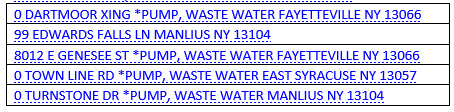 0 DARTMOOR XING *PUMP, WASTE WATER FAYETTEVILLE NY 13066
99 EDWARDS FALLS LN MANLIUS NY 13104
8012 E GENESEE ST *PUMP, WASTE WATER FAYETTEVILLE NY 13066
0 TOWN LINE RD *PUMP, WASTE WATER EAST SYRACUSE NY 13057
0 TURNSTONE DR *PUMP, WASTE WATER MANLIUS NY 13104